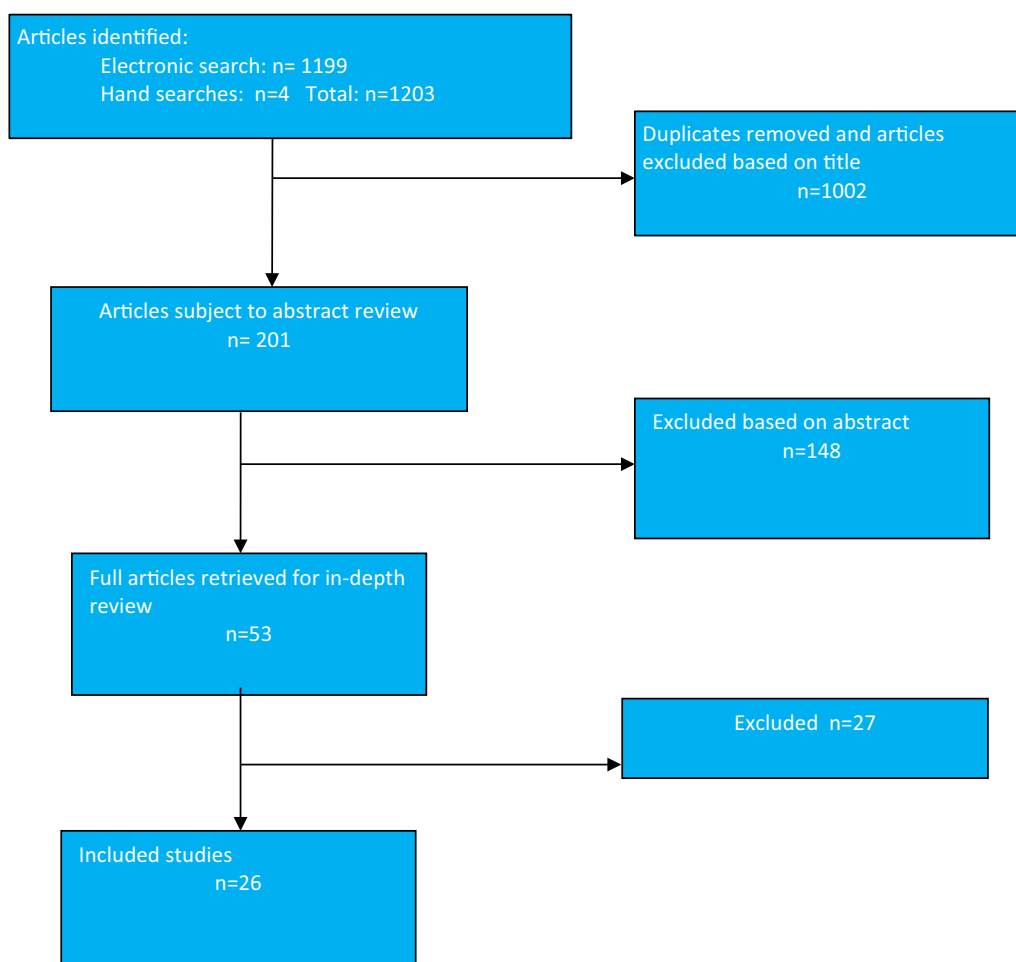 Articles identified:
Electronic search: n= 1199
Hand searches: n=4 Total: n=1203
Duplicates removed and articles
excluded based on title
n=1002
Articles subject to abstract review
n= 201
Excluded based on abstract
n=148
Full articles retrieved for in-depth
review
n=53
Excluded n=27
Included studies
n=26